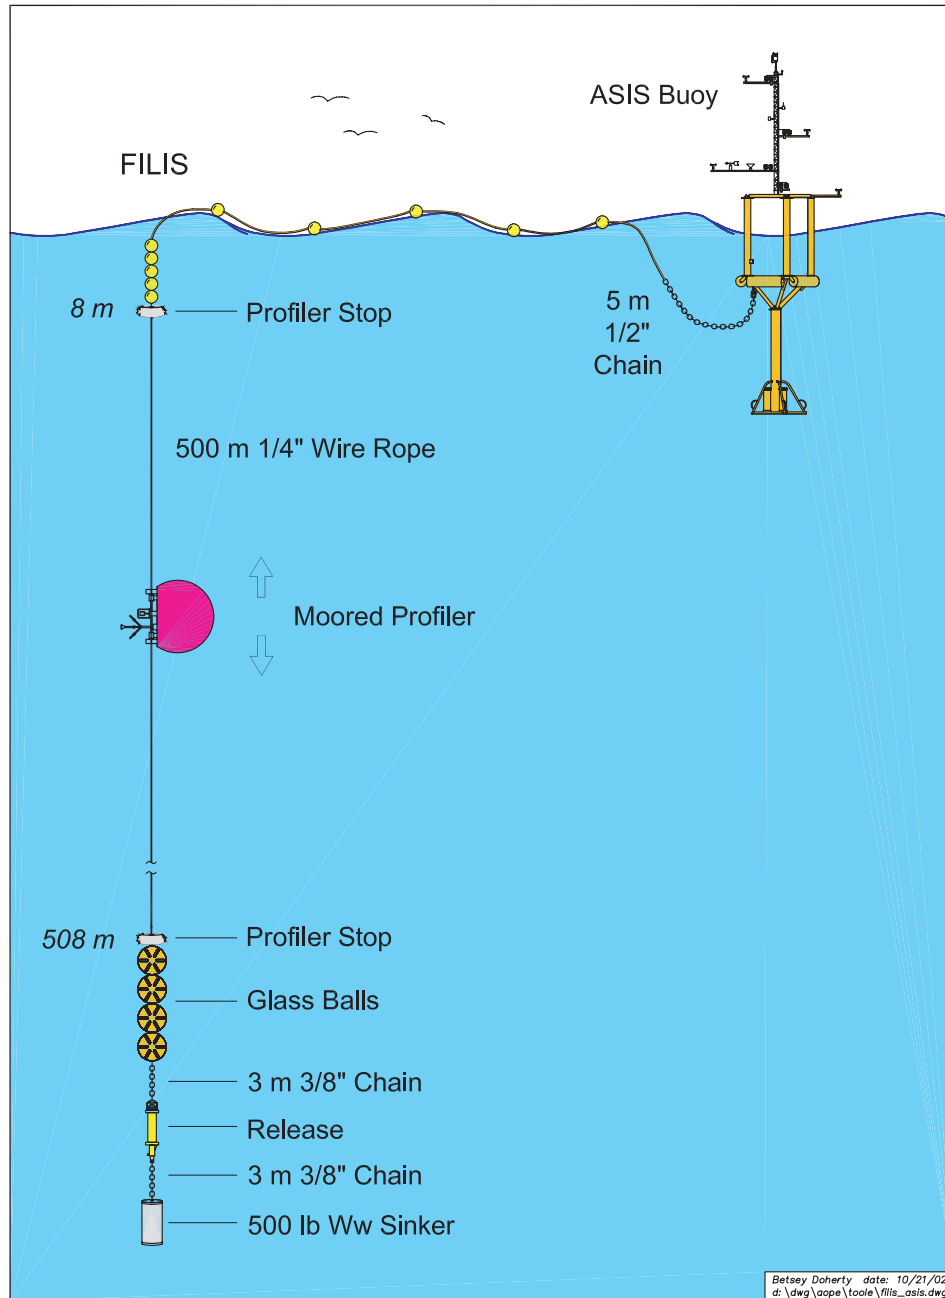 ASIS Buoy
FILIS
8 m
Profiler Stop
5 m
1/2"
Chain
500 m 1/4" Wire Rope
Moored Profiler
508 m
Profiler Stop
Glass Balls
3 m 3/8" Chain
Release
3 m 3/8" Chain
500 lb Ww Sinker
Betsey Doherty date: 10/21/02
d:\dwg\aope\toole\filis_asis.dwg